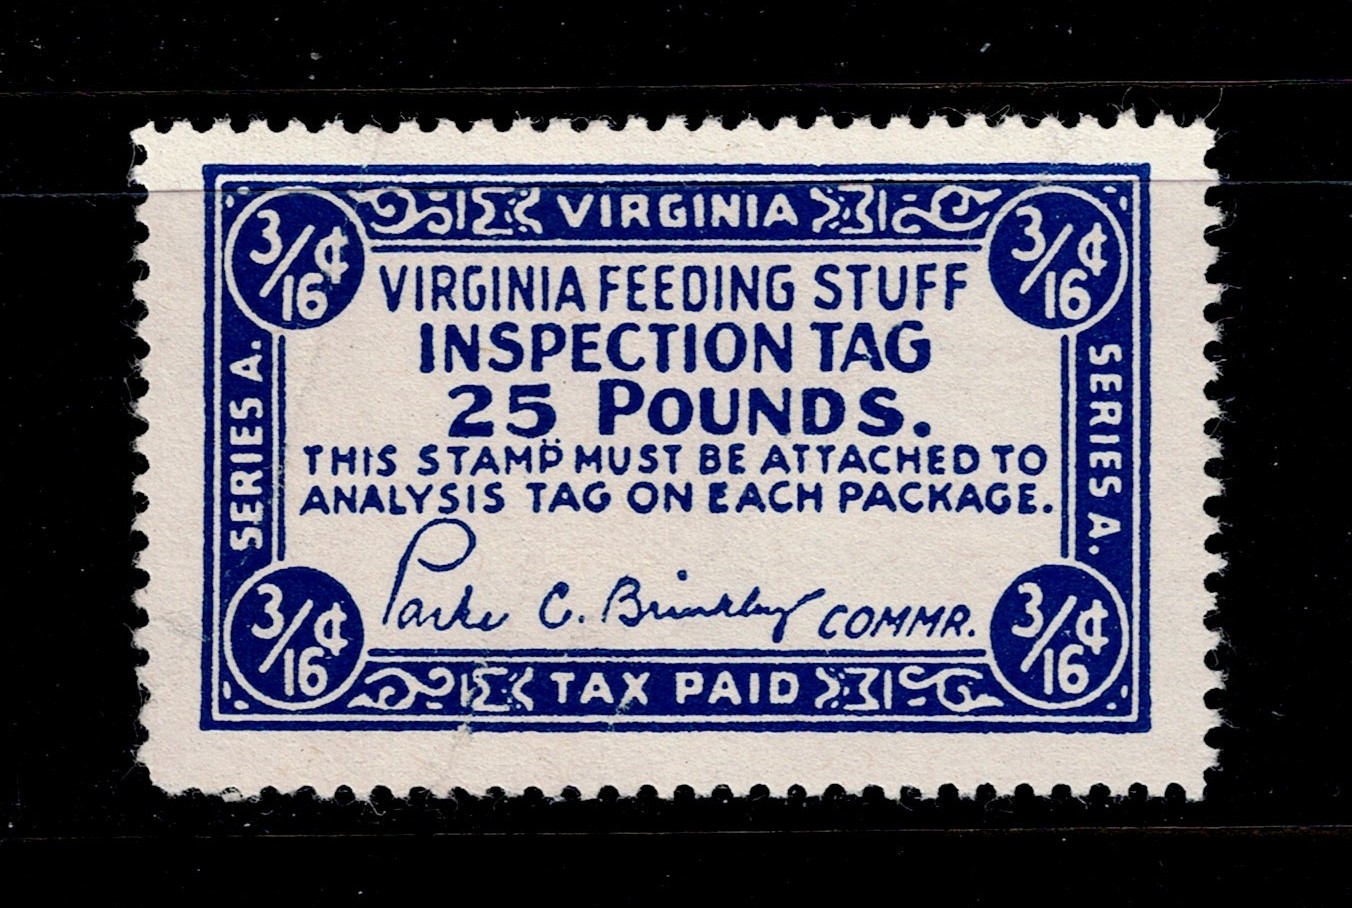 VIRGINIA
3/16¢
3/16¢
VIRGINIA FEEDING STUFF
INSPECTION TAG
25 POUNDS.
THIS STAMP MUST BE ATTACHED TO
ANALYSIS TAG ON EACH PACKAGE.
SERIES A.
SERIES A.
Parke C. Brinkley COMMR.
3/16¢
3/16¢
TAX PAID